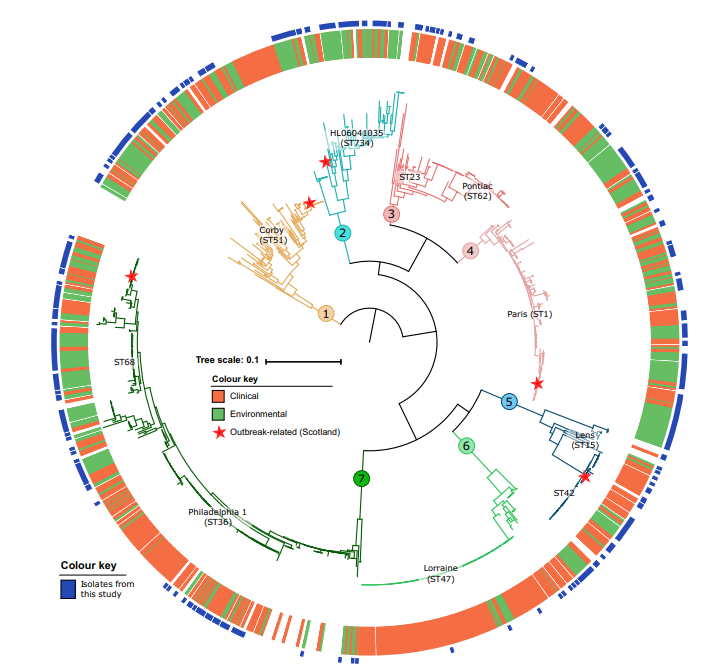 HL06041035
(ST734)
ST23
Pontiac
(ST62)
3
2
Corby
(ST51)
4
1
Paris (ST1)
ST68
Tree scale: 0.1
Colour key
Clinical
Environmental
Outbreak-related (Scotland)
5
Lens
(ST15)
6
7
ST42
Philadelphia 1
(ST36)
Lorraine
(ST47)
Colour key
Isolates from
this study